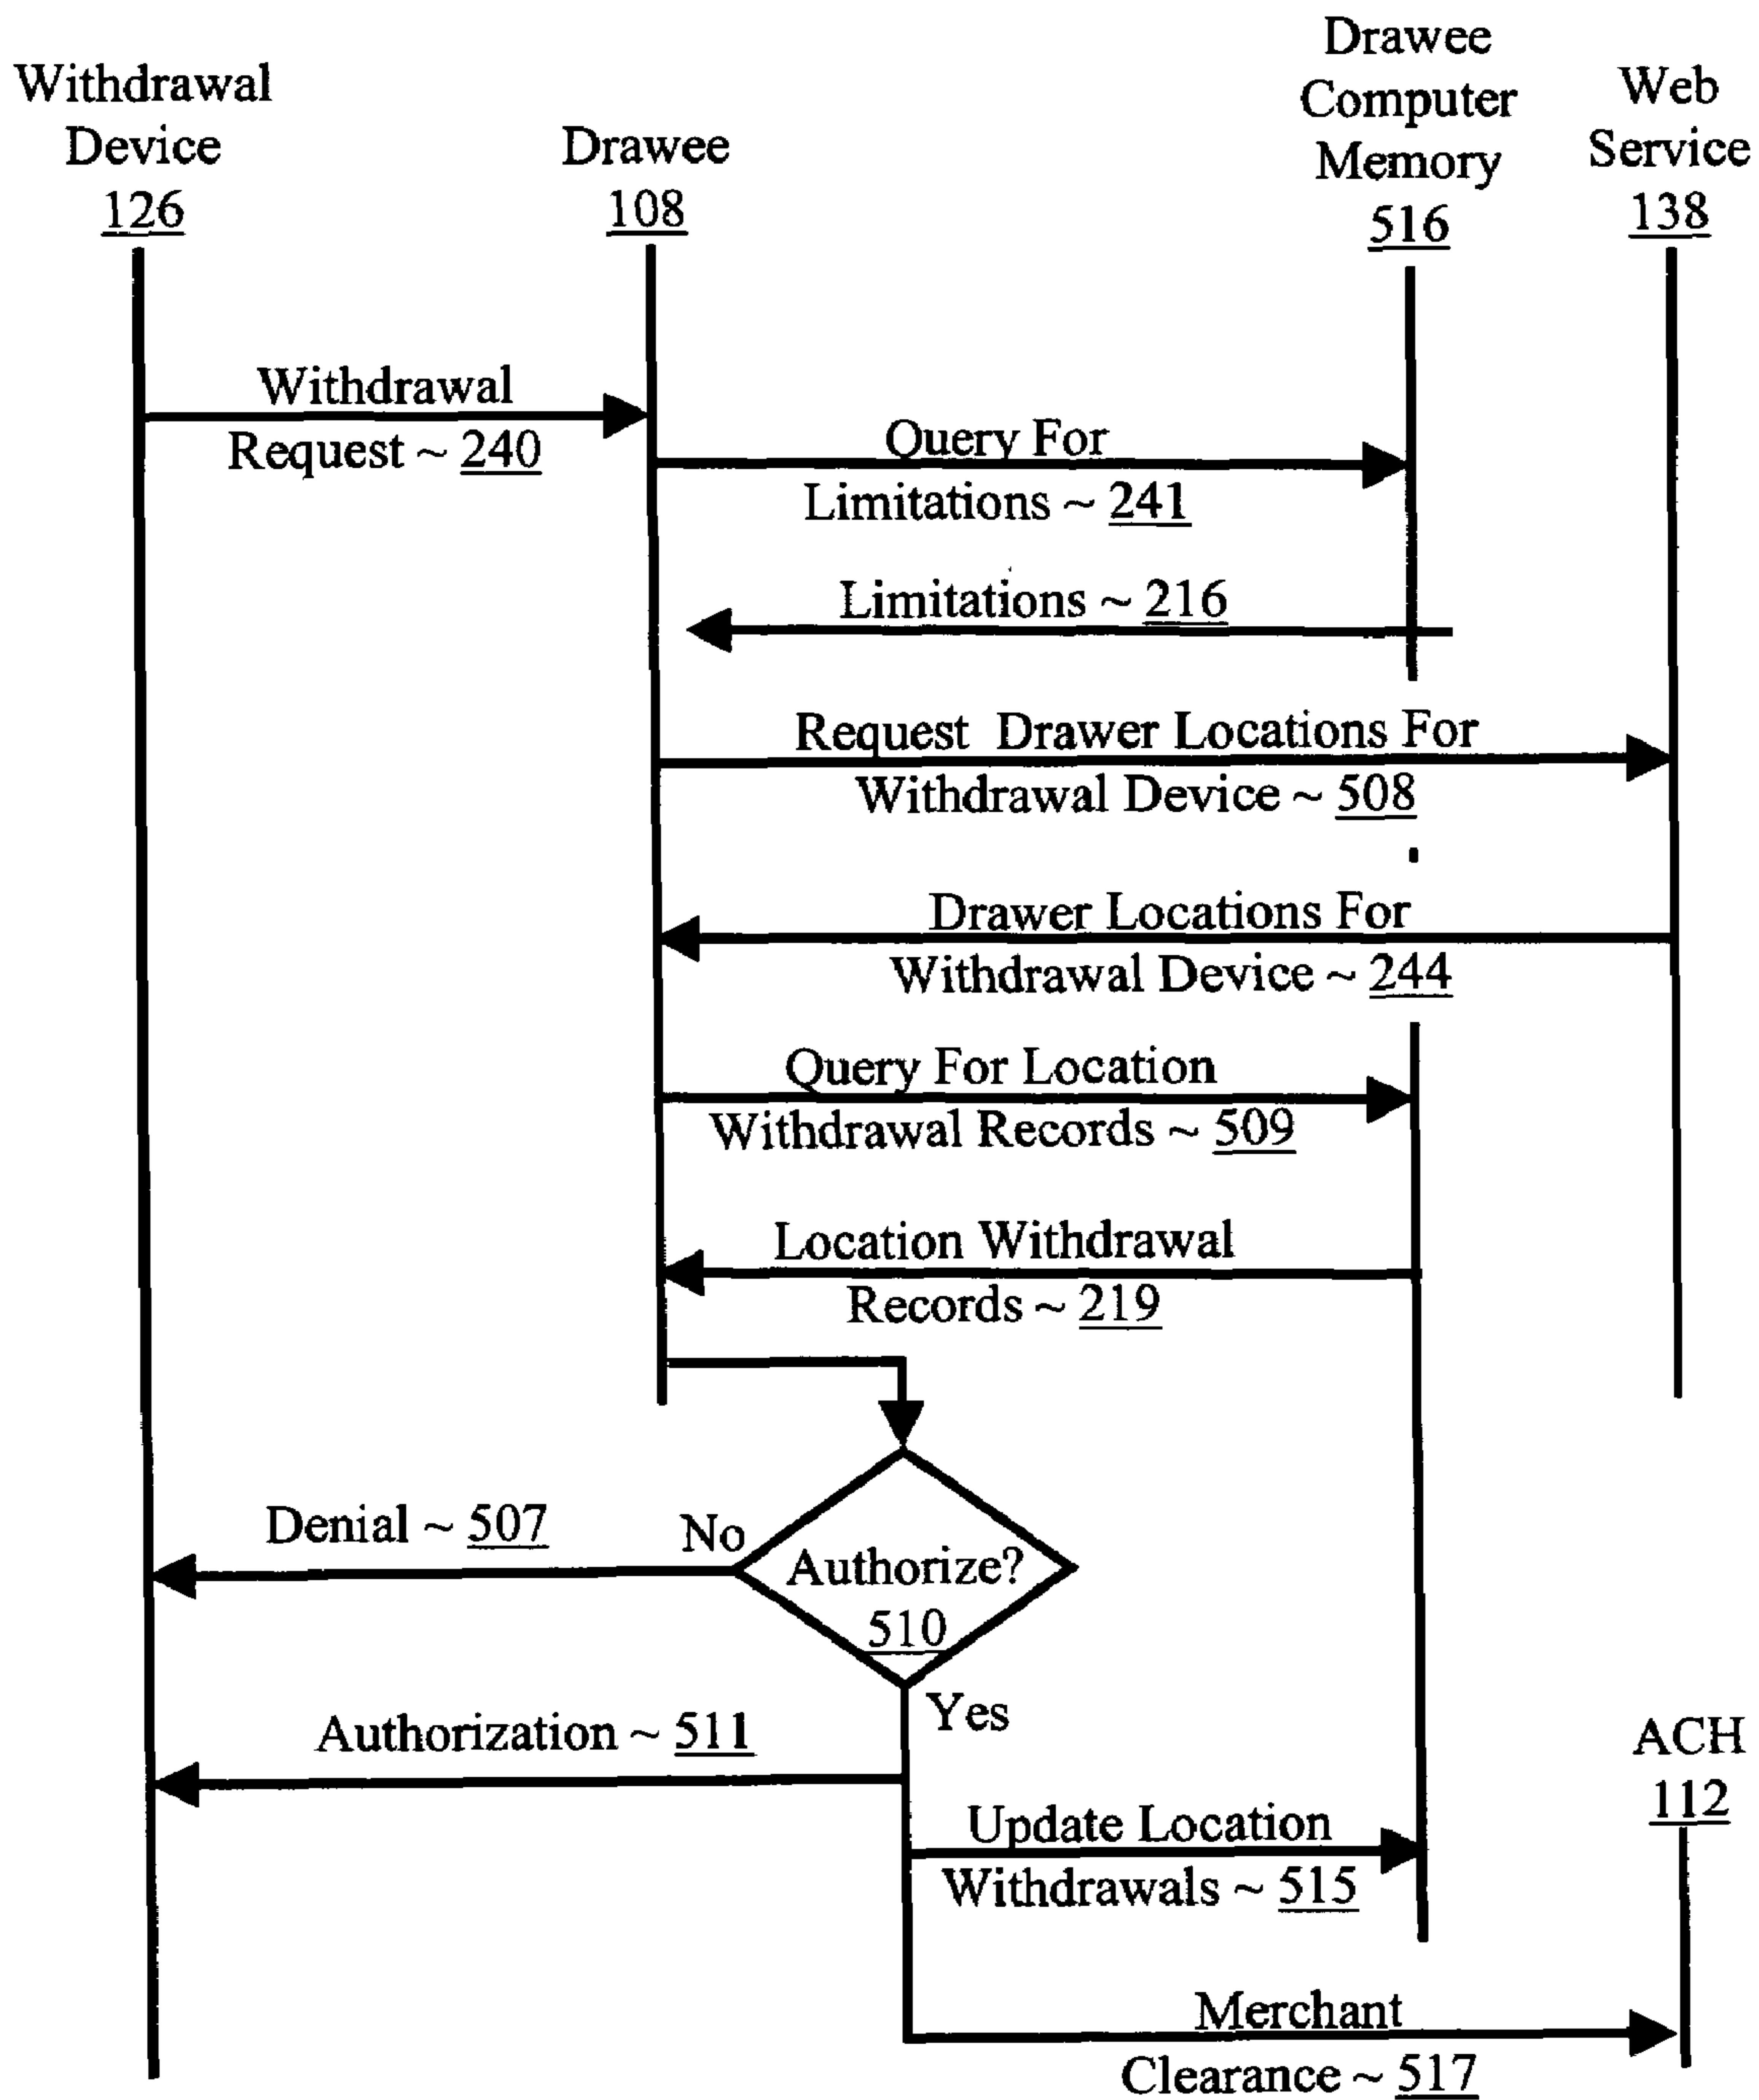 Withdrawal
Device
126
Drawee
108
Drawee
Computer
Memory
516
Web
Service
138
Withdrawal
Request ~ 240
Query For
Limitations ~ 241
Limitations ~ 216
Request Drawer Locations For
Withdrawal Device ~ 508
Drawer Locations For
Withdrawal Device ~ 244
Query For Location
Withdrawal Records ~ 509
Location Withdrawal
Records ~ 219
Denial ~ 507
No
Authorize?
510
Yes
Authorization ~ 511
ACH
112
Update Location
Withdrawals ~ 515
Merchant
Clearance ~ 517